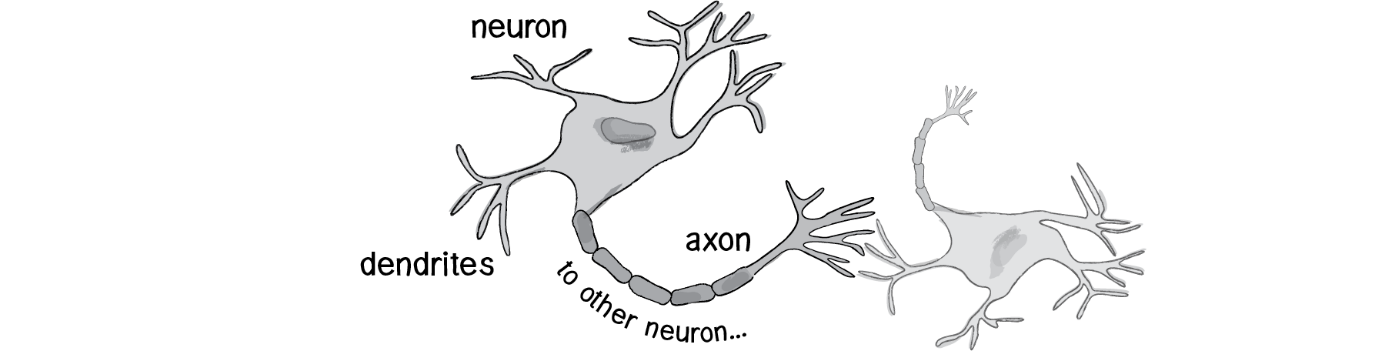 neuron
dendrites
axon
to other neuron...